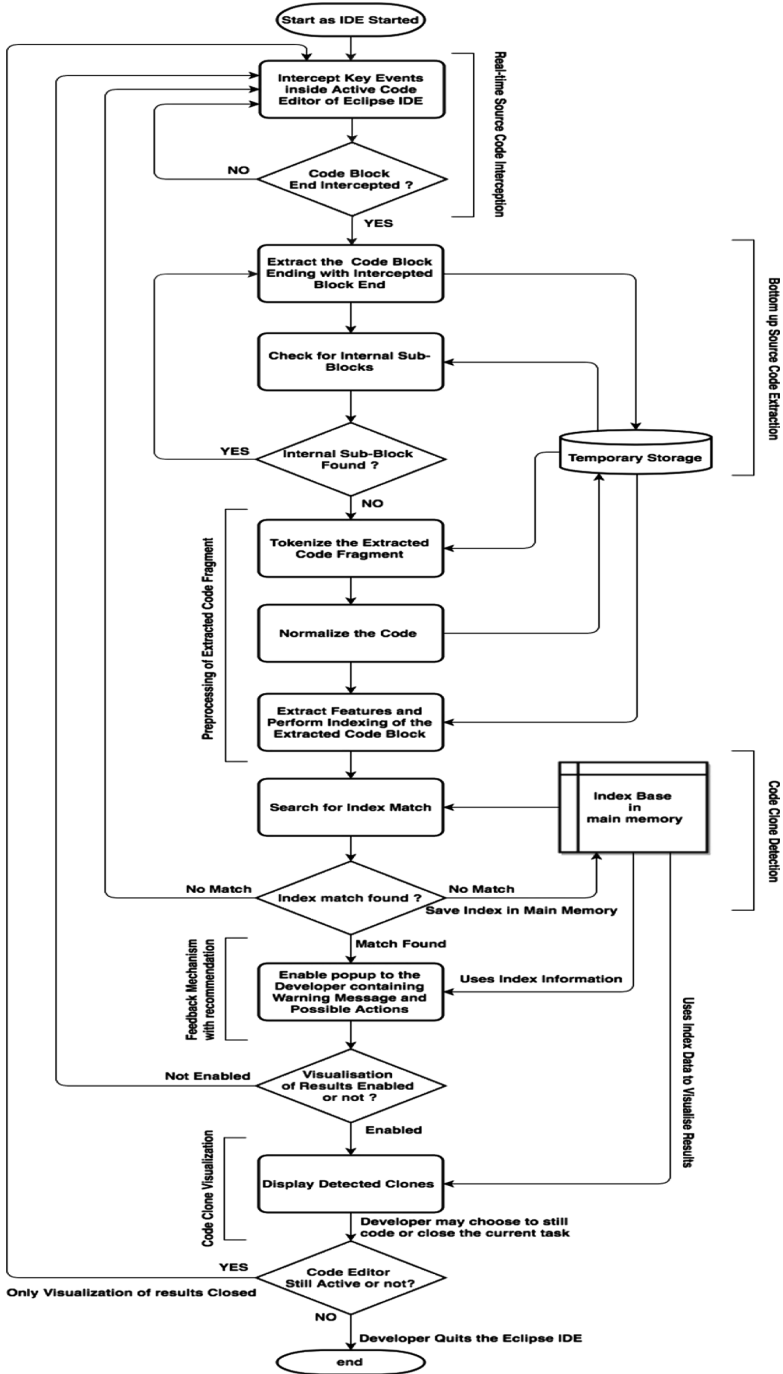 Start as IDE Started
Intercept Key Events
inside Active Code
Editor of Eclipse IDE
Real-time Source Code Interception
NO
Code Block
End Intercepted ?
YES
Extract the Code Block
Ending with Intercepted
Block End
Bottom up Source Code Extraction
Check for Internal Sub-
Blocks
YES
Internal Sub-Block
Found ?
Temporary Storage
NO
Preprocessing of Extracted Code Fragment
Tokenize the Extracted
Code Fragment
Normalize the Code
Extract Features and
Perform Indexing of the
Extracted Code Block
Code Clone Detection
Search for Index Match
Index Base
in
main memory
No Match
Index match found ?
No Match
Save Index in Main Memory
Match Found
Feedback Mechanism
with recommendation
Enable popup to the
Developer containing
Warning Message and
Possible Actions
Uses Index Information
Uses Index Data to Visualise Results
Not Enabled
Visualisation
of Results Enabled
or not ?
Enabled
Code Clone Visualization
Display Detected Clones
Developer may choose to still
code or close the current task
YES
Code Editor
Still Active or not?
Only Visualization of results Closed
NO
Developer Quits the Eclipse IDE
end